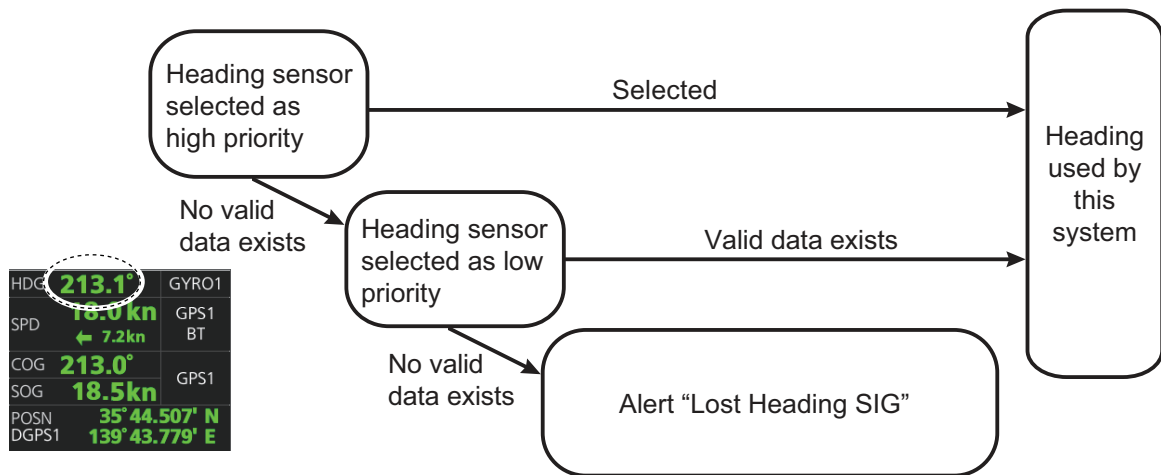 Heading sensor
selected as
high priority
Selected
Heading
used by
this
system
No valid
data exists
Heading sensor
selected as low
priority
Valid data exists
No valid
data exists
Alert “Lost Heading SIG”
HDG 213.1° GYRO1
SPD 18.0 kn GPS1
7.2kn BT
COG 213.0° GPS1
SOG 18.5kn
POSN 35°44.507' N
DGPS1 139°43.779' E